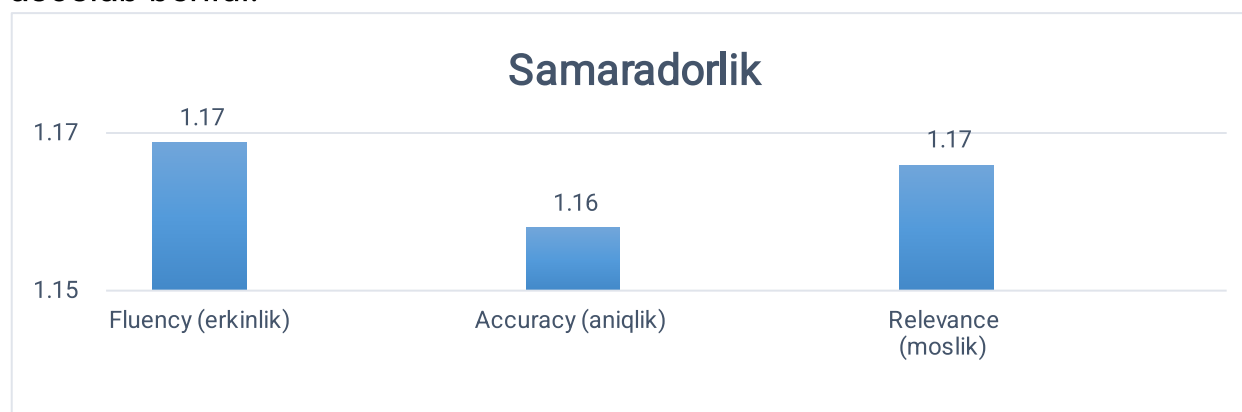 Samaradorlik
1.17
1.17
1.17
1.16
1.15
Fluency (erkinlik)
Accuracy (aniqlik)
Relevance
(moslik)